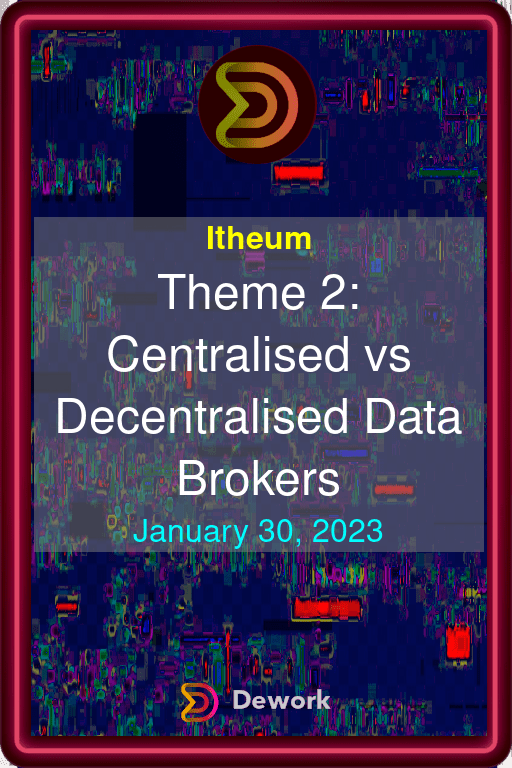 Itheum
Theme 2:
Centralised vs
Decentralised Data
Brokers
January 30, 2023
Dework